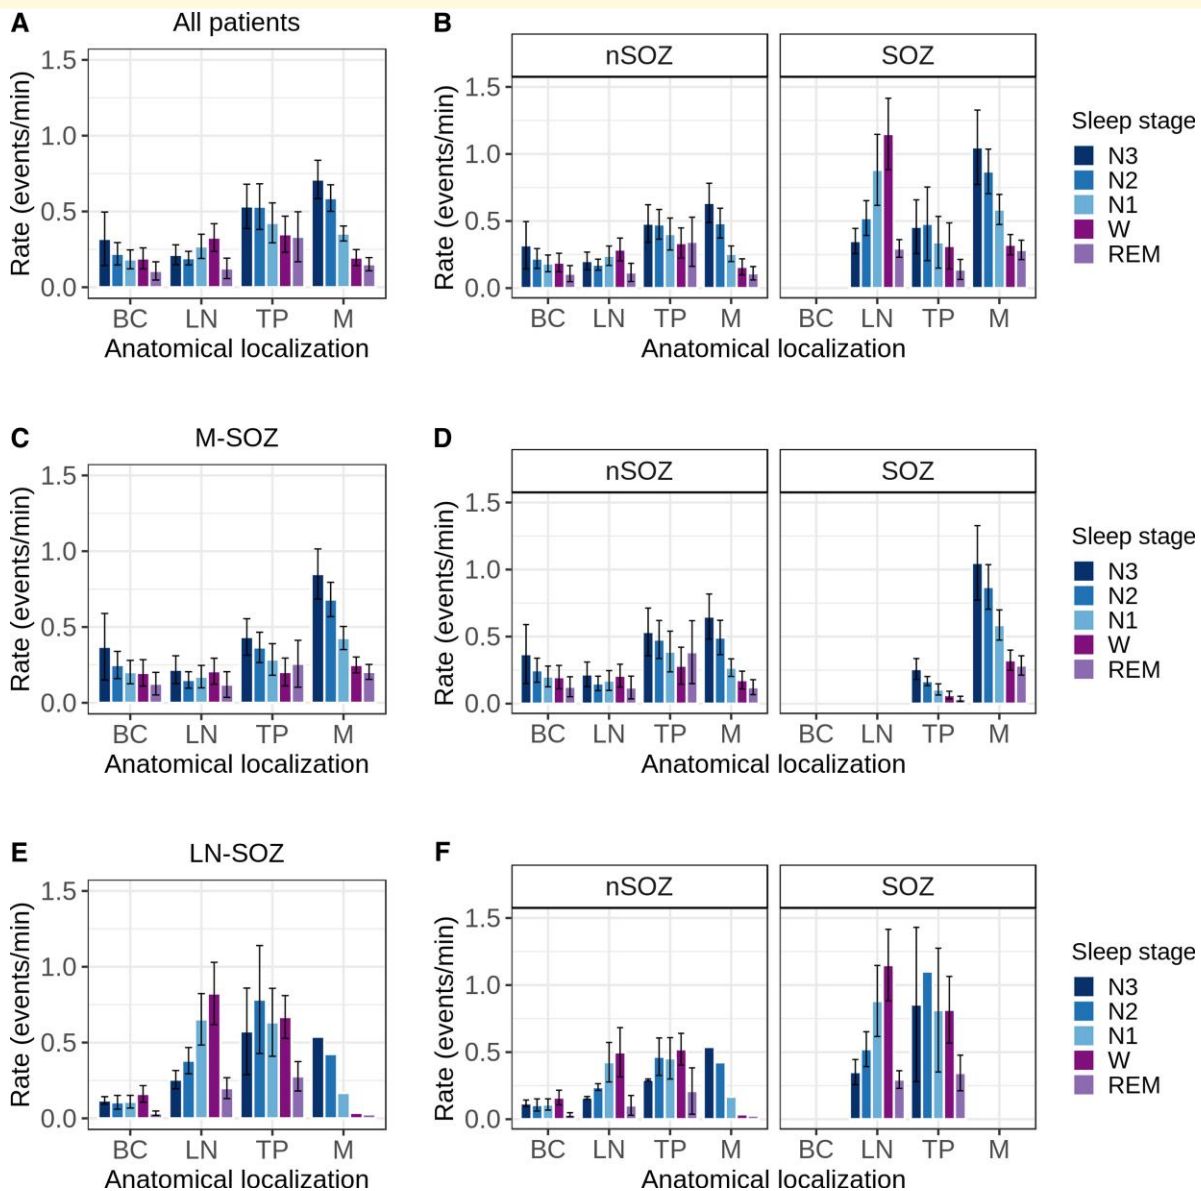 A
All patients
Rate (events/min)
1.5
1.0
0.5
0.0
BC LN TP M
Anatomical localization
B
nSOZ SOZ
Rate (events/min)
1.5
1.0
0.5
0.0
BC LN TP M BC LN TP M
Anatomical localization
Sleep stage
N3
N2
N1
W
REM
C
M-SOZ
Rate (events/min)
1.5
1.0
0.5
0.0
BC LN TP M
Anatomical localization
D
nSOZ SOZ
Rate (events/min)
1.5
1.0
0.5
0.0
BC LN TP M BC LN TP M
Anatomical localization
Sleep stage
N3
N2
N1
W
REM
E
LN-SOZ
Rate (events/min)
1.5
1.0
0.5
0.0
BC LN TP M
Anatomical localization
F
nSOZ SOZ
Rate (events/min)
1.5
1.0
0.5
0.0
BC LN TP M BC LN TP M
Anatomical localization
Sleep stage
N3
N2
N1
W
REM